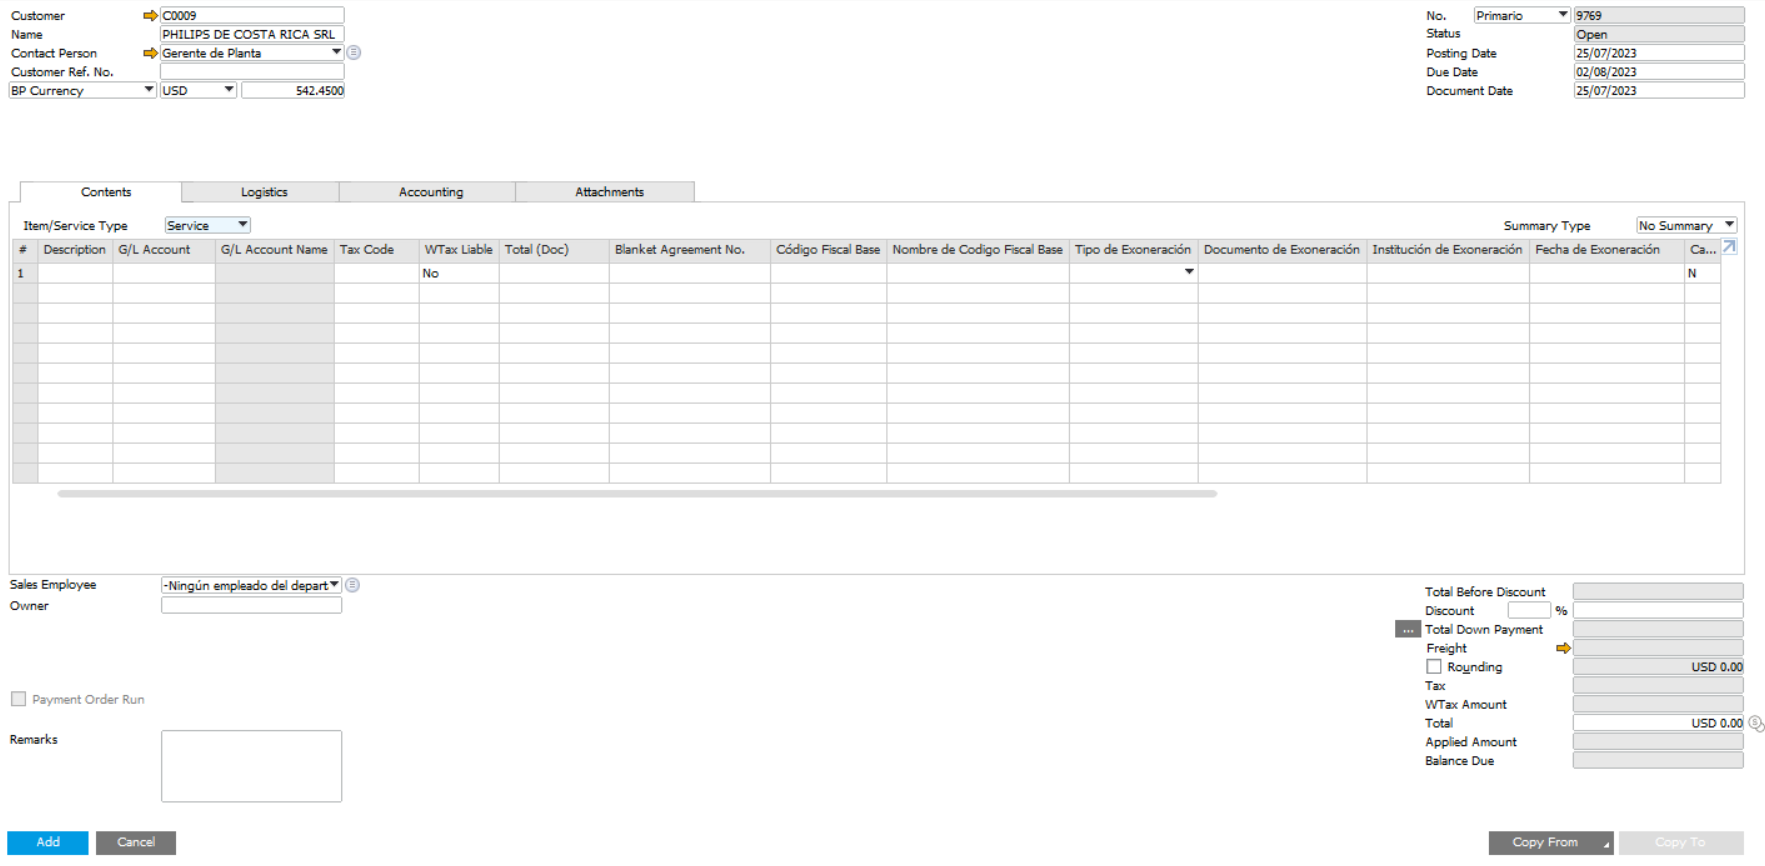 Customer C0009
Name PHILIPS DE COSTA RICA SRL
Contact Person Gerente de Planta
Customer Ref. No.
BP Currency USD 542.4500
No. Primario 9769
Status Open
Posting Date 25/07/2023
Due Date 02/08/2023
Document Date 25/07/2023
Contents Logistics Accounting Attachments
Item/Service Type Service Summary Type No Summary
# Description G/L Account G/L Account Name Tax Code WTax Liable Total (Doc) Blanket Agreement No. Código Fiscal Base Nombre de Codigo Fiscal Base Tipo de Exoneración Documento de Exoneración Institución de Exoneración Fecha de Exoneración Ca...
1 No N
Sales Employee -Ningún empleado del depart
Owner
Payment Order Run
Remarks
Total Before Discount
Discount %
... Total Down Payment
Freight
Rounding USD 0.00
Tax
WTax Amount
Total USD 0.00
Applied Amount
Balance Due
Add Cancel Copy From Copy To